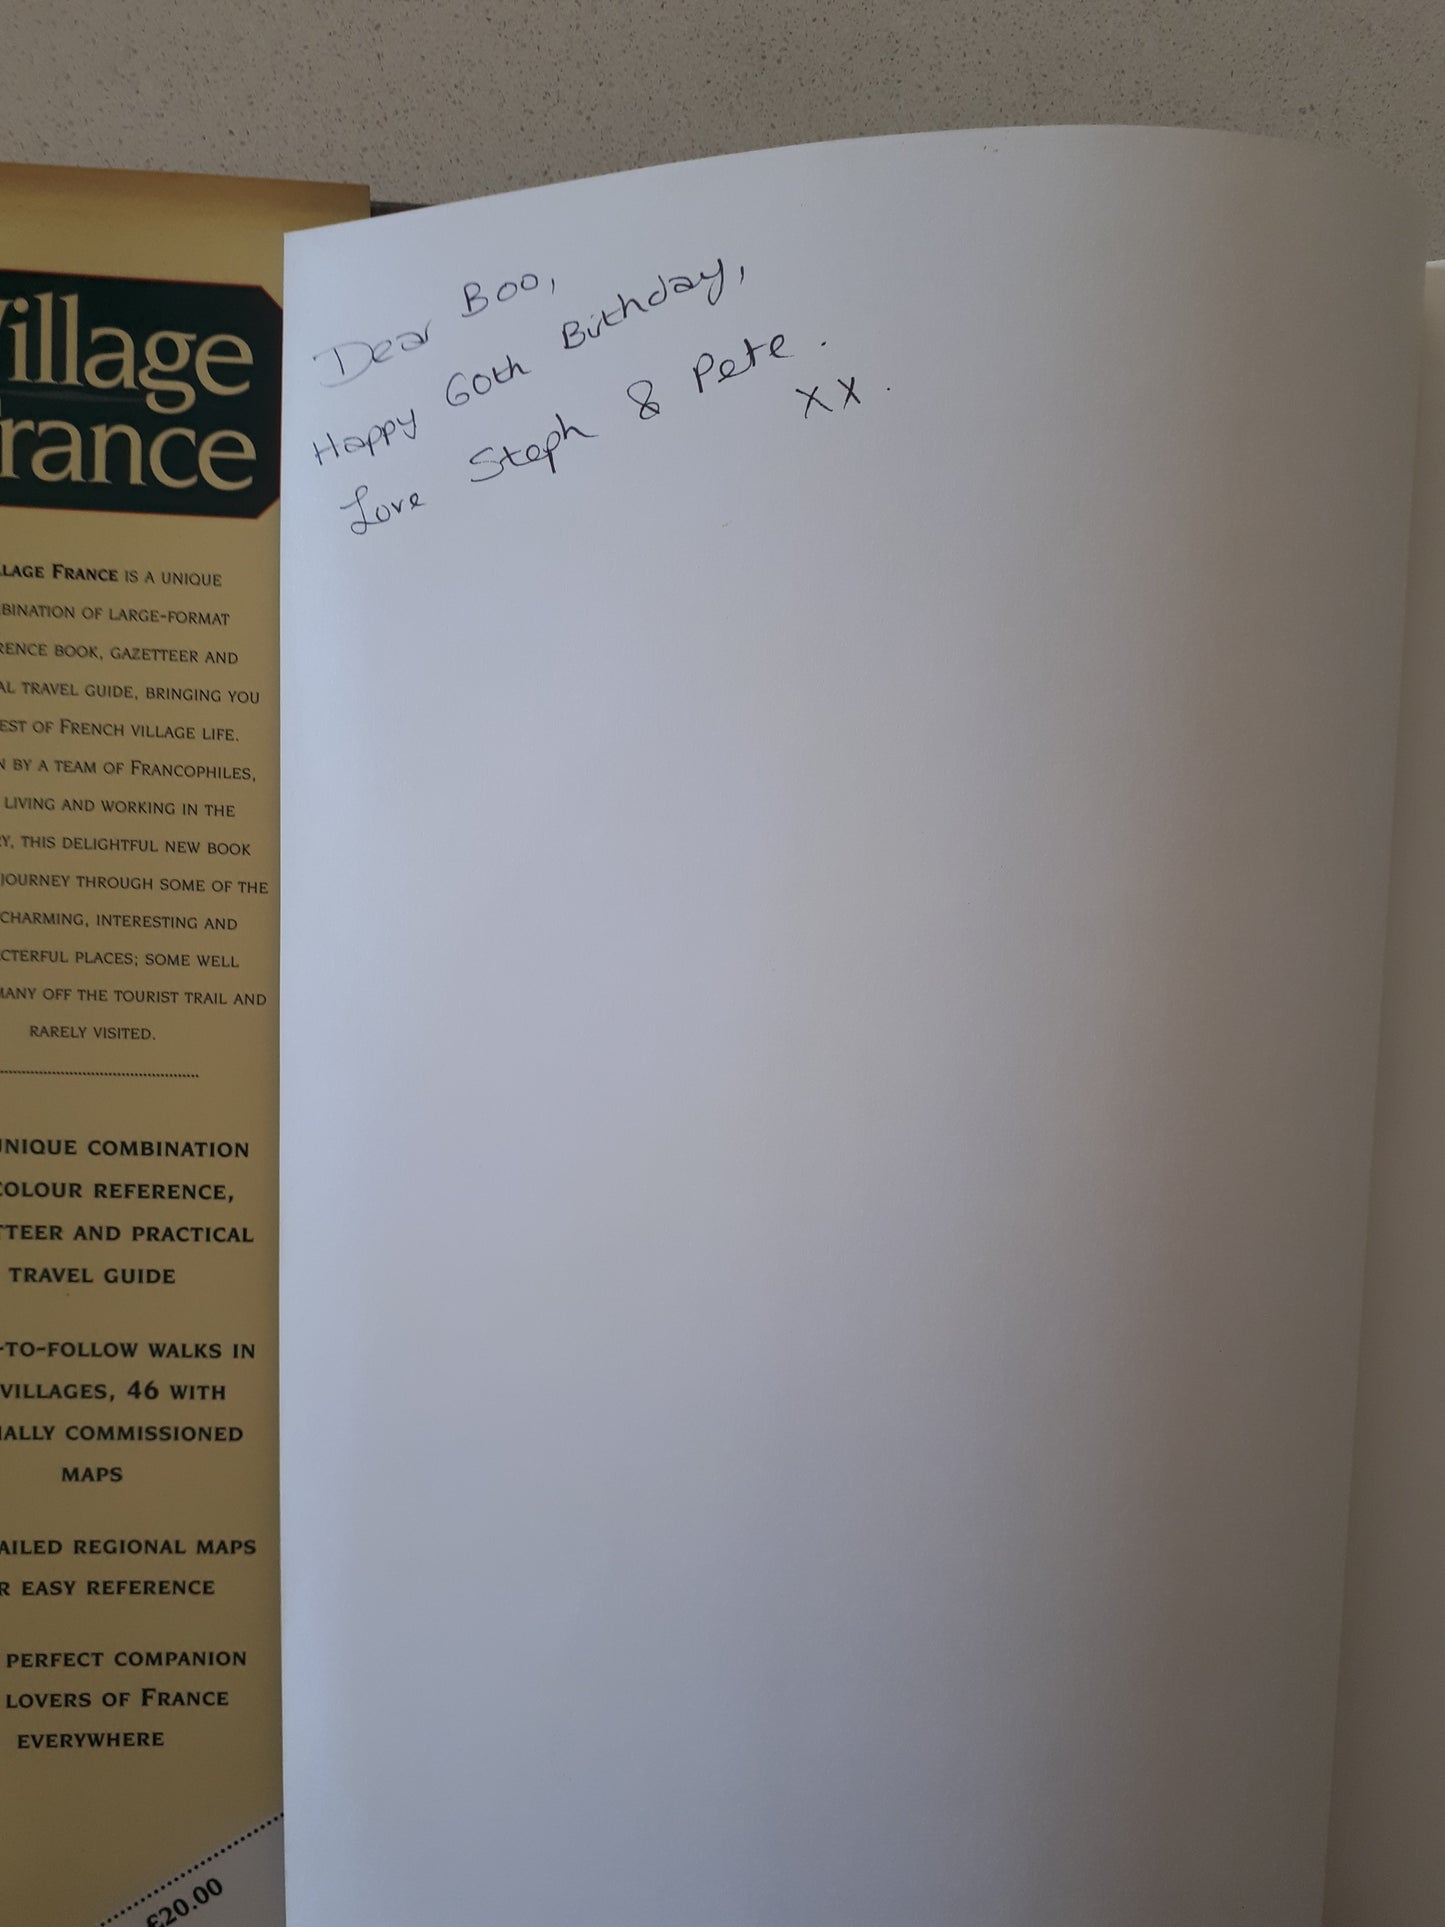 Village
France
LLAGE FRANCE IS A UNIQUE
BINATION OF LARGE-FORMAT
RENCE BOOK, GAZETTEER AND
AL TRAVEL GUIDE, BRINGING YOU
EST OF FRENCH VILLAGE LIFE.
N BY A TEAM OF FRANCOPHILES,
LIVING AND WORKING IN THE
RY, THIS DELIGHTFUL NEW BOOK
JOURNEY THROUGH SOME OF THE
CHARMING, INTERESTING AND
CTERFUL PLACES; SOME WELL
MANY OFF THE TOURIST TRAIL AND
RARELY VISITED.
UNIQUE COMBINATION
COLOUR REFERENCE,
TTEER AND PRACTICAL
TRAVEL GUIDE
-TO-FOLLOW WALKS IN
VILLAGES, 46 WITH
IALLY COMMISSIONED
MAPS
AILED REGIONAL MAPS
R EASY REFERENCE
PERFECT COMPANION
LOVERS OF FRANCE
EVERYWHERE
£20.00
Dear Boo,
Happy 60th Birthday,
Love Steph & Pete.
XX.